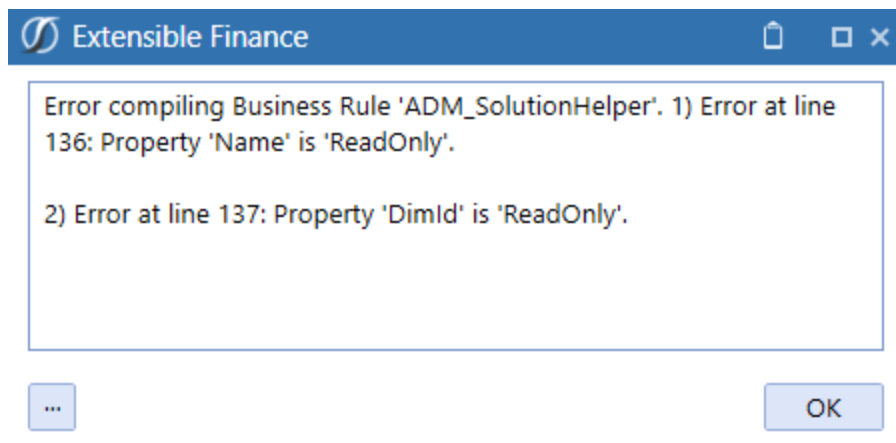 Extensible Finance
Error compiling Business Rule 'ADM_SolutionHelper'. 1) Error at line
136: Property 'Name' is 'ReadOnly'.
2) Error at line 137: Property 'DimId' is 'ReadOnly'.
...
OK